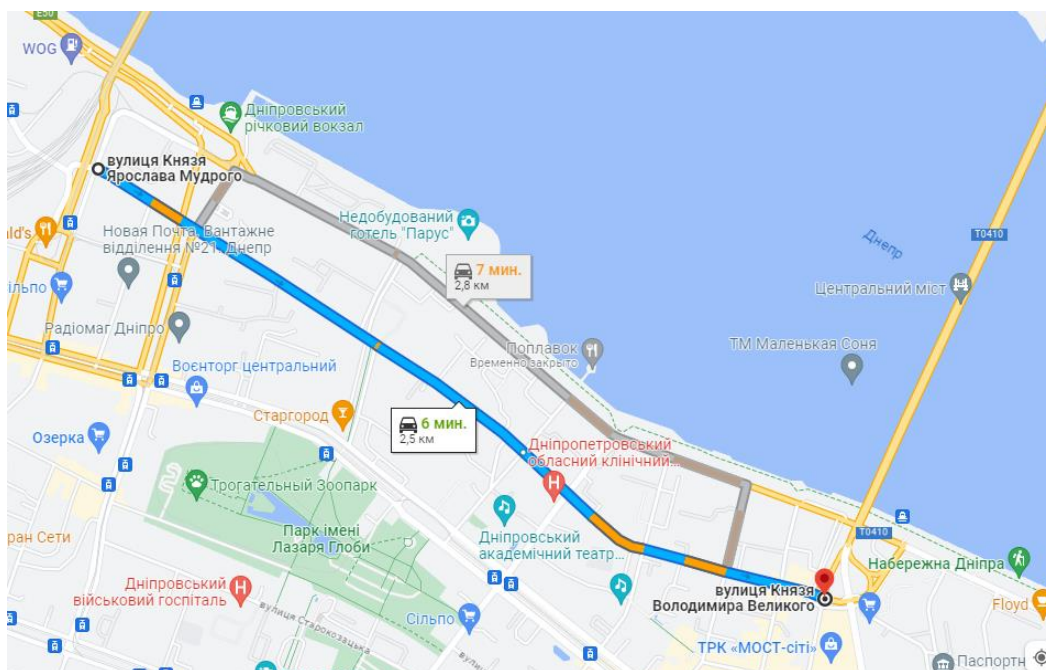 E50
WOG
Дніпровський
річковий вокзал
вулиця Князя
Ярослава Мудрого
Недобудований
готель "Парус"
ald's
Новая Почта. Вантажне
відділення №21, Днепр
7 мин.
2,8 км
T0410
Днепр
Центральний міст
сільпо
Радіомаг Дніпро
Поплавок
Временно закрыто
ТМ Маленькая Соня
Воєнторг центральний
Старгород
6 мин.
2,5 км
Озерка
Дніпропетровський
обласний клінічний...
Трогательный Зоопарк
Парк імені
Лазаря Глоби
Дніпровський
академічний театр...
T0410
ран Сети
Набережна Дніпра
Дніпровський
військовий госпіталь
вулиця Старокозацька
вулиця Князя
Володимира Великого
Floyd
Сільпо
вули
ТРК «МОСТ-сіті»
Паспортн